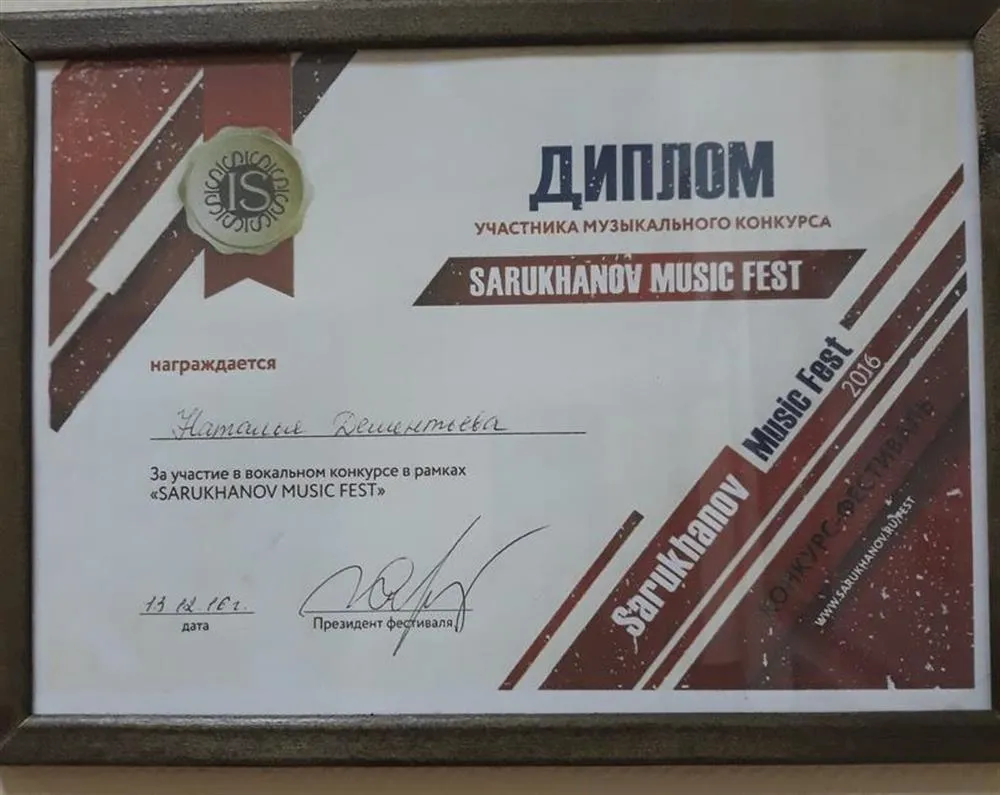 IS
ДИПЛОМ
УЧАСТНИКА МУЗЫКАЛЬНОГО КОНКУРСА
SARUKHANOV MUSIC FEST
награждается
Наталья Дементьева
За участие в вокальном конкурсе в рамках
«SARUKHANOV MUSIC FEST»
13.12.16 г.
дата
Президент фестиваля
Sarukhanov Music Fest
2016
КОНКУРС-ФЕСТИВАЛЬ
WWW.SARUKHANOV.RU/FEST